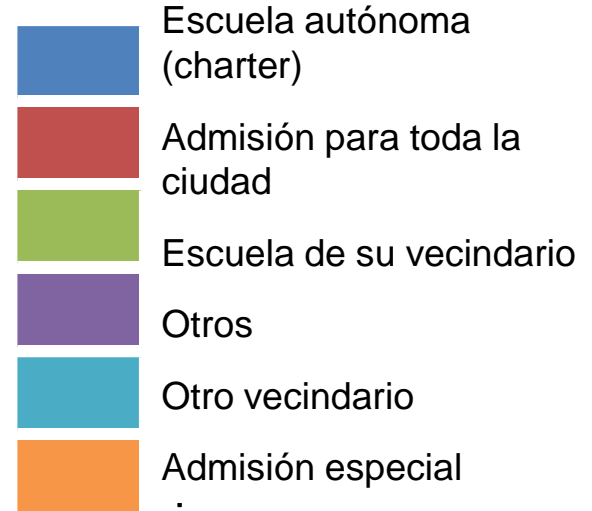 Escuela autónoma
(charter)
Admisión para toda la
ciudad
Escuela de su vecindario
Otros
Otro vecindario
Admisión especial